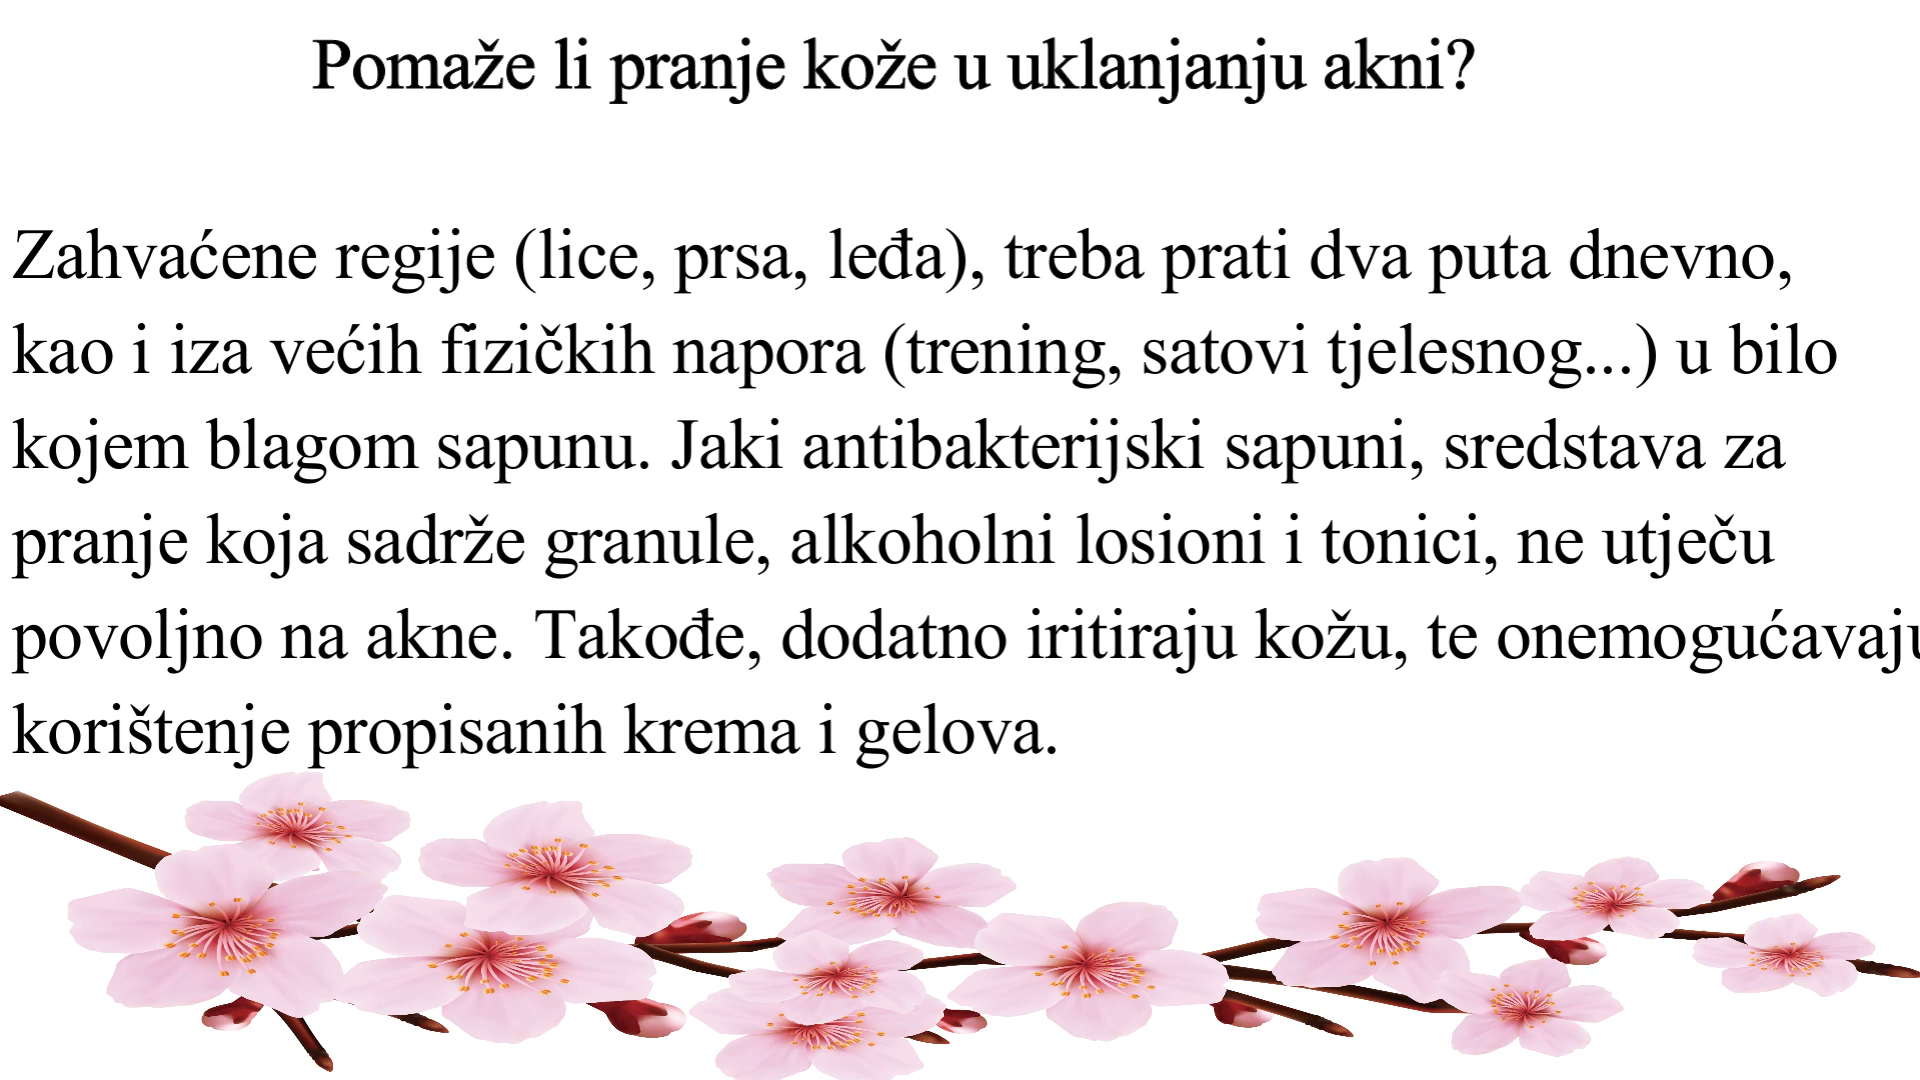 Pomaže li pranje kože u uklanjanju akni?
Zahvaćene regije (lice, prsa, leđa), treba prati dva puta dnevno,
kao i iza većih fizičkih napora (trening, satovi tjelesnog...) u bilo
kojem blagom sapunu. Jaki antibakterijski sapuni, sredstava za
pranje koja sadrže granule, alkoholni losioni i tonici, ne utječu
povoljno na akne. Takođe, dodatno iritiraju kožu, te onemogućavaju
korištenje propisanih krema i gelova.